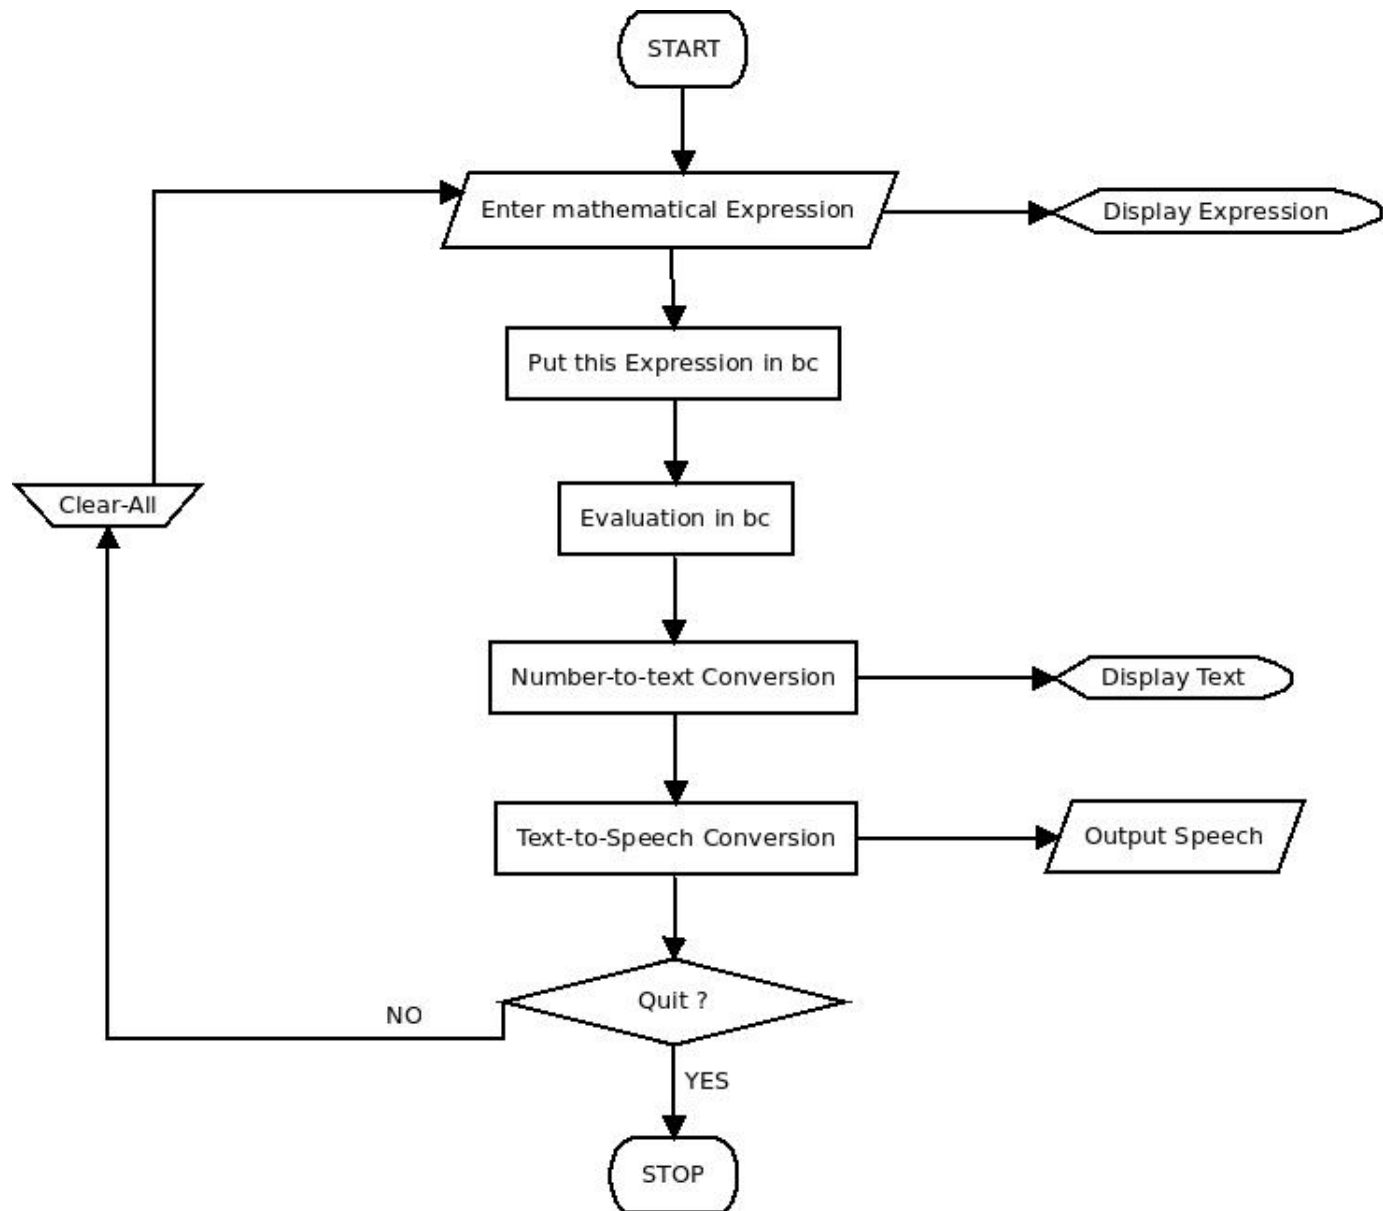 START
Enter mathematical Expression
Display Expression
Put this Expression in bc
Clear-All
Evaluation in bc
Number-to-text Conversion
Display Text
Text-to-Speech Conversion
Output Speech
Quit ?
NO
YES
STOP